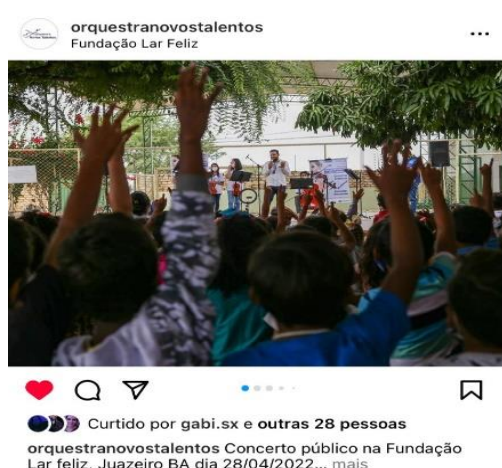 orquestranovostalentos
Fundação Lar Feliz
Curtido por gabi.sx e outras 28 pessoas
orquestranovostalentos Concerto público na Fundação
Lar feliz, Juazeiro BA dia 28/04/2022... mais